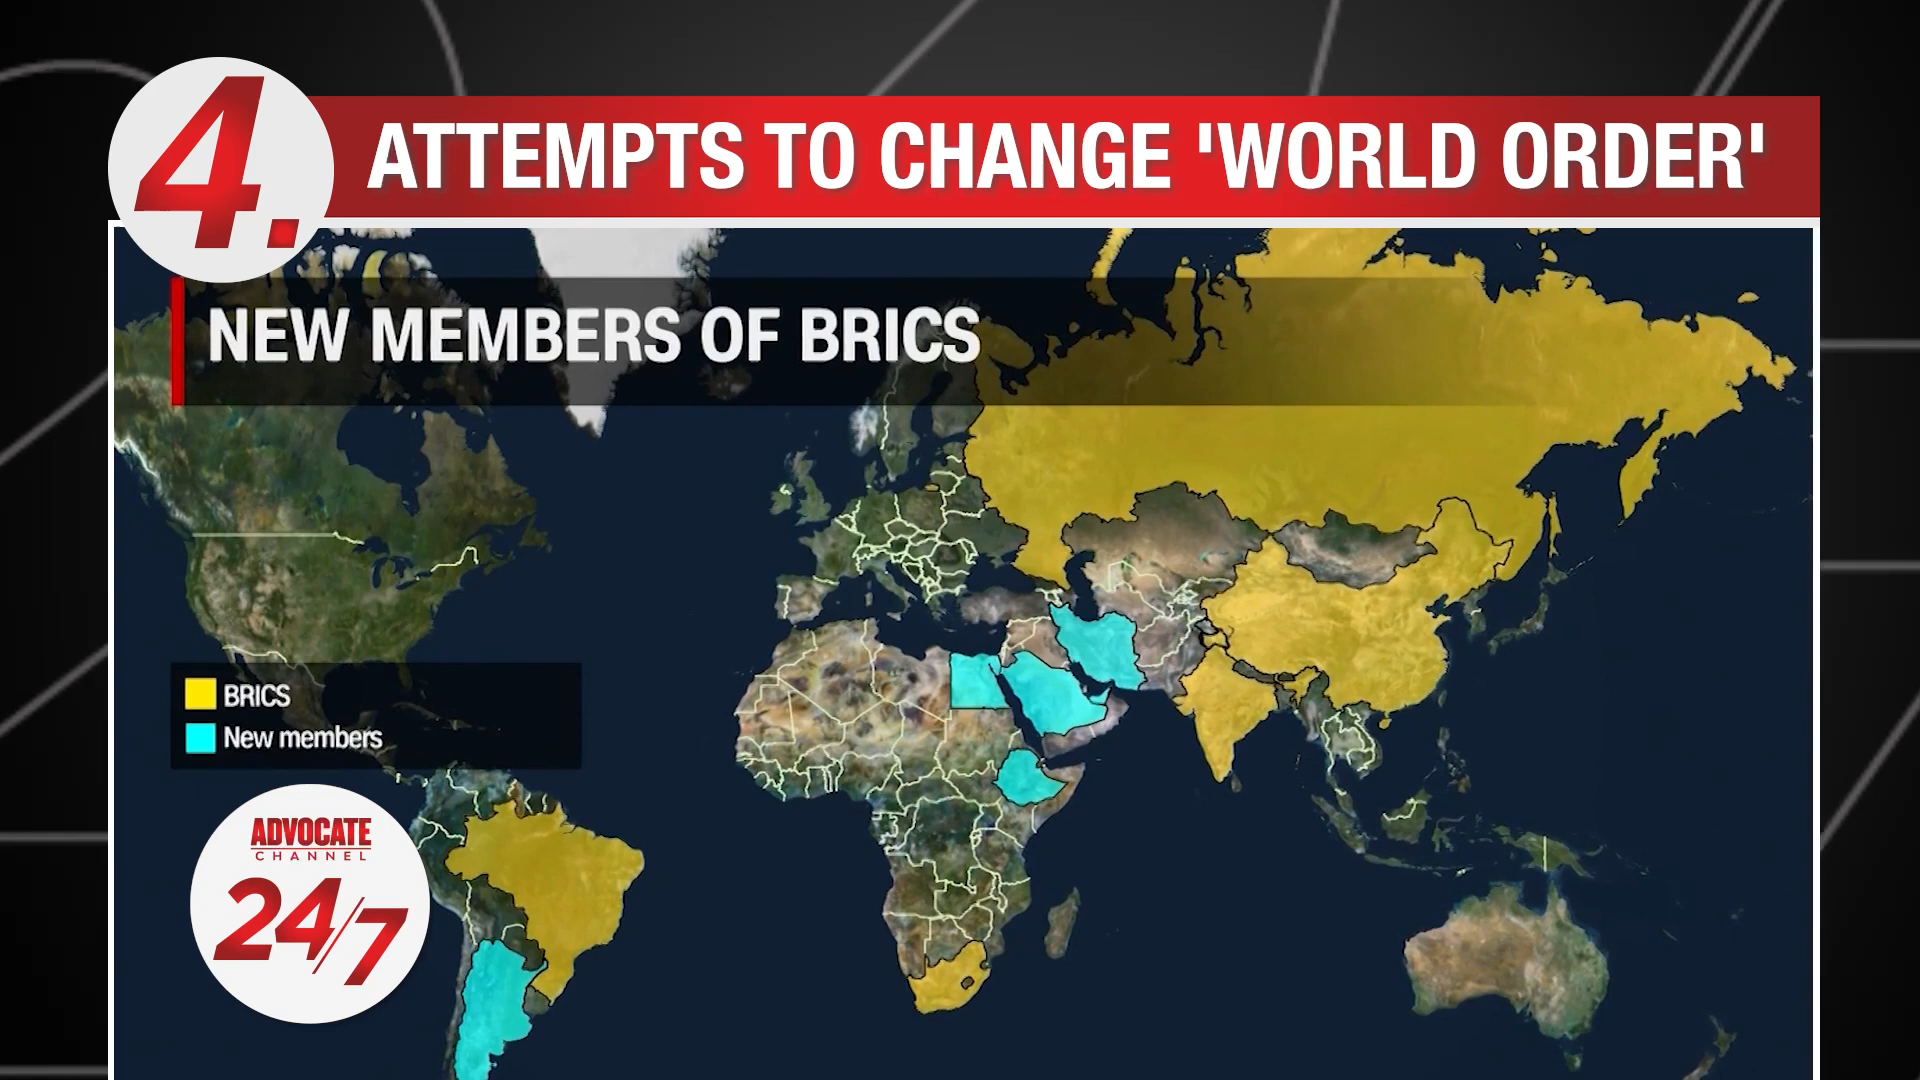 4.
ATTEMPTS TO CHANGE 'WORLD ORDER'
NEW MEMBERS OF BRICS
BRICS
New members
ADVOCATE
CHANNEL
24/7